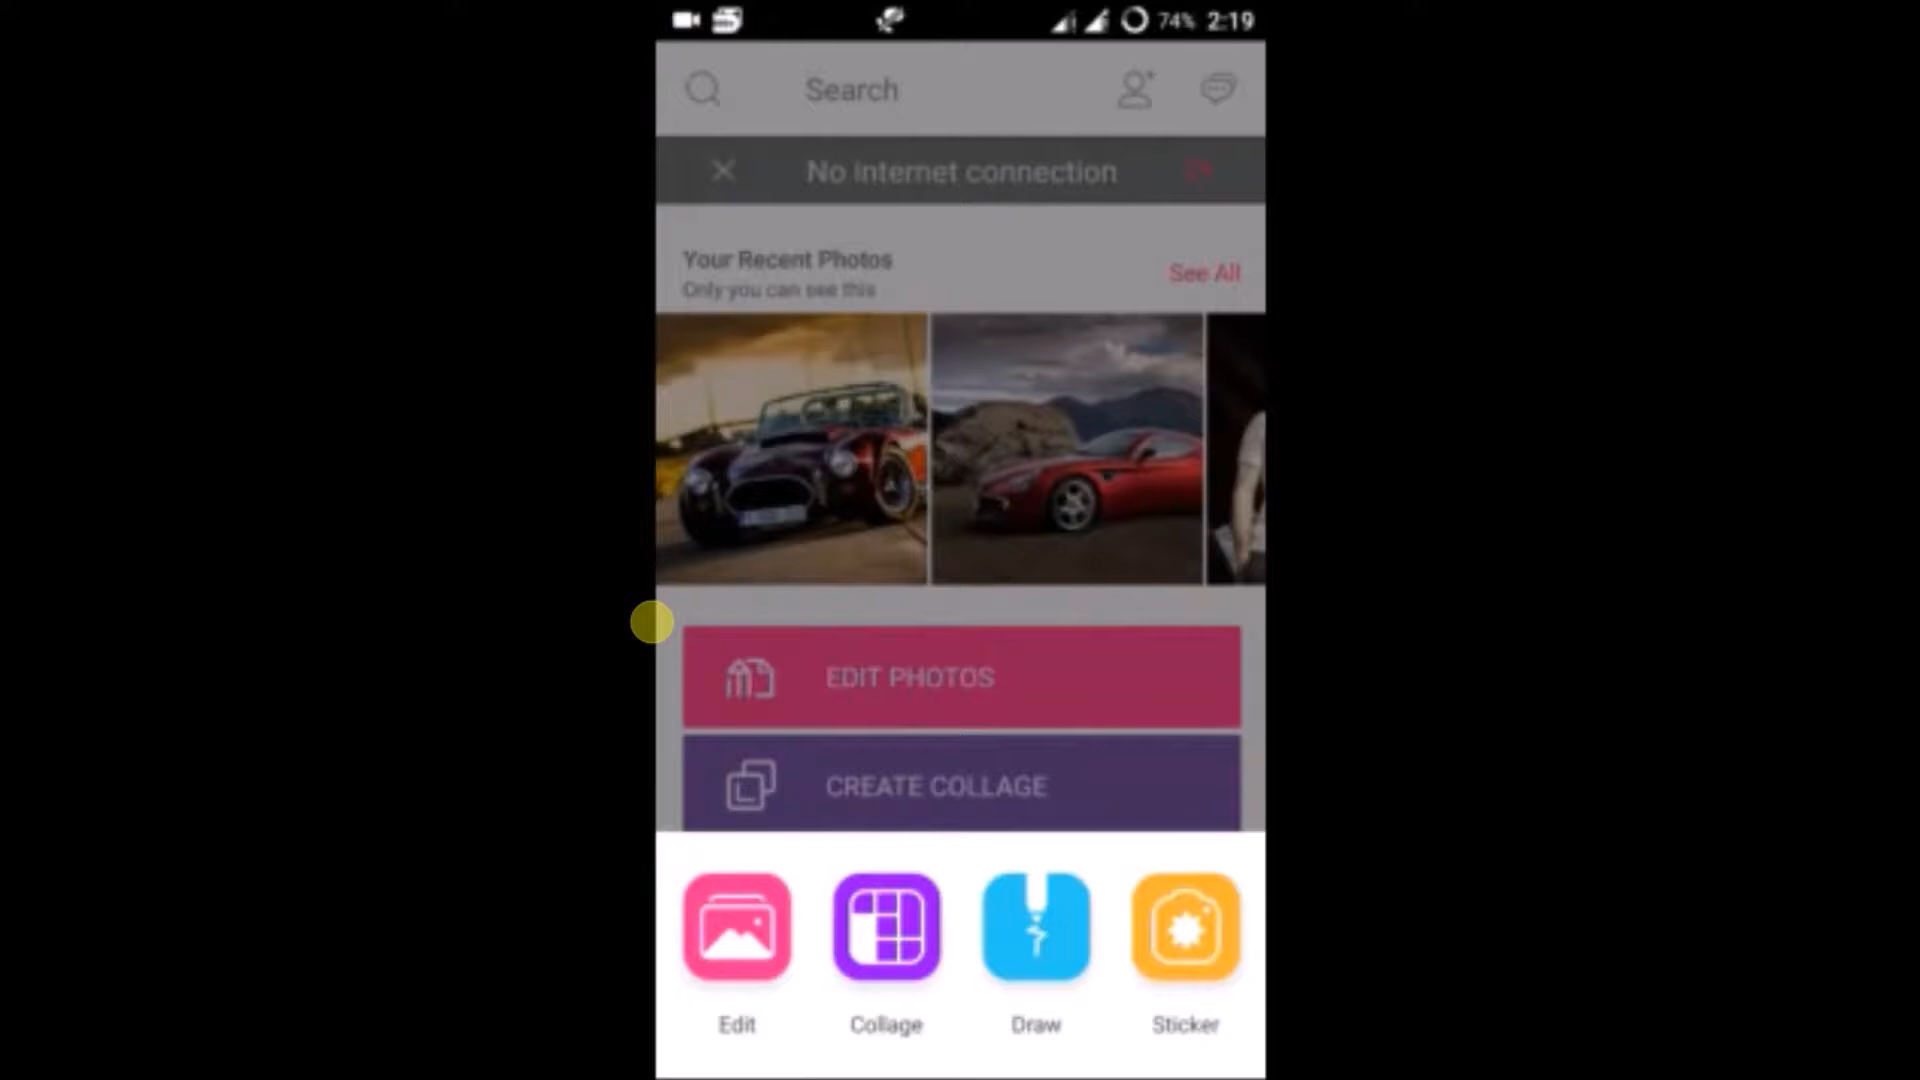 74% 2:19
Search
No internet connection
Your Recent Photos
Only you can see this
See All
EDIT PHOTOS
CREATE COLLAGE
Edit
Collage
Draw
Sticker